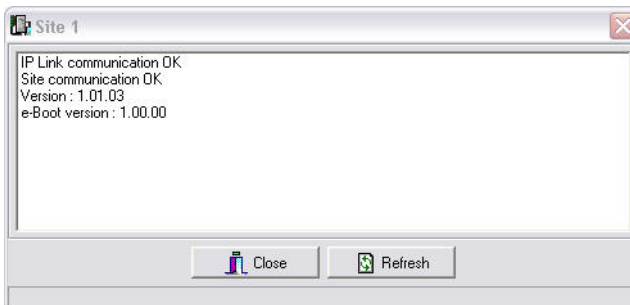 Site 1
IP Link communication OK
Site communication OK
Version : 1.01.03
e-Boot version : 1.00.00
Close
Refresh